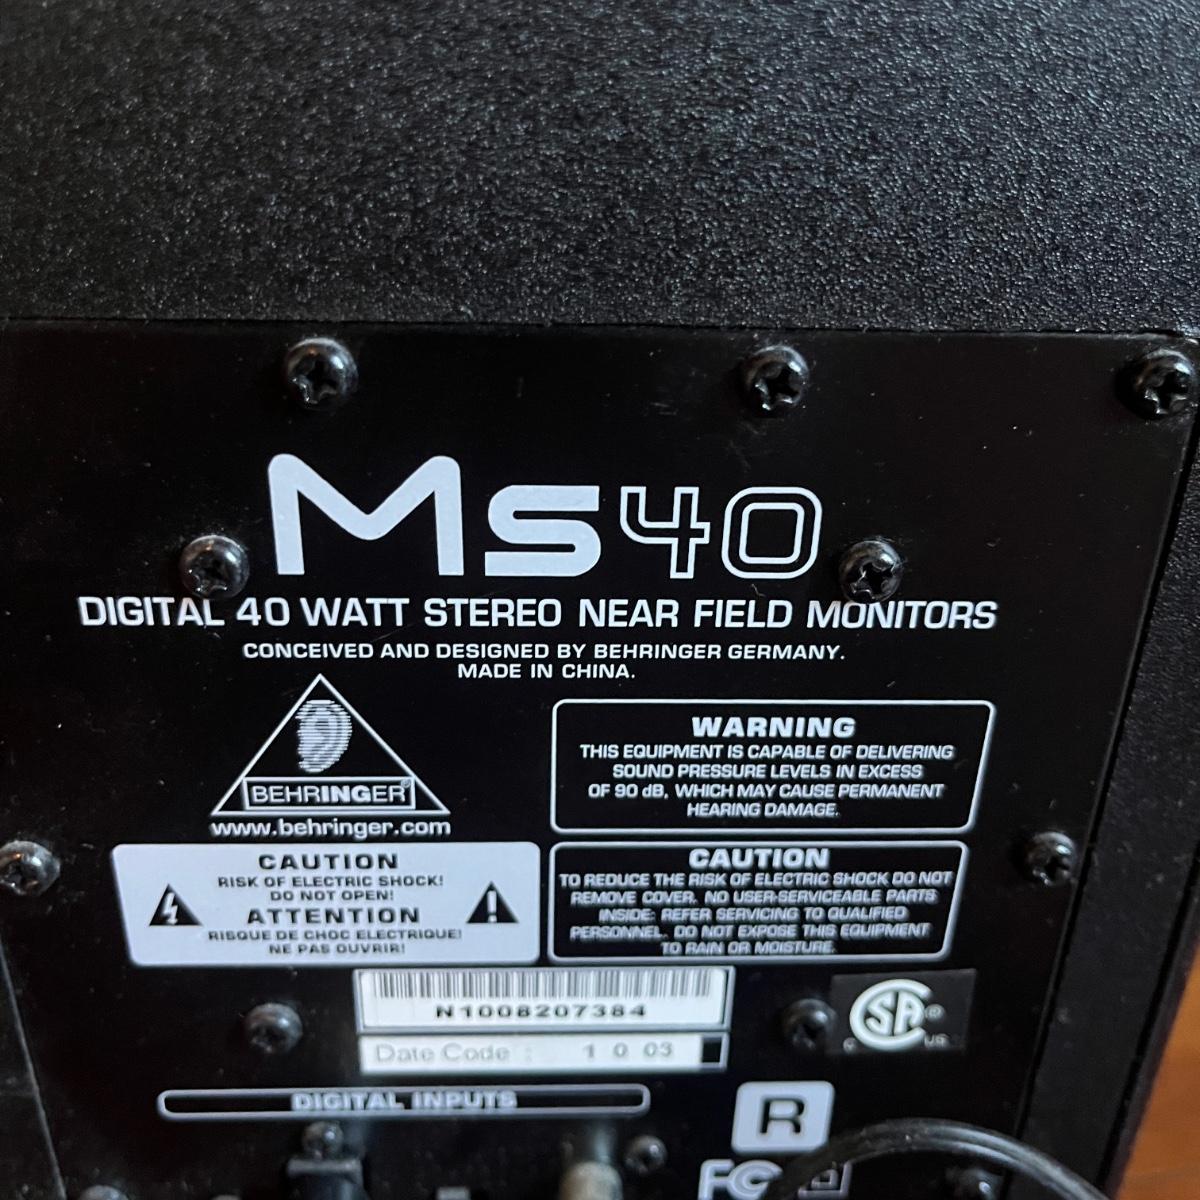 MS40
DIGITAL 40 WATT STEREO NEAR FIELD MONITORS
CONCEIVED AND DESIGNED BY BEHRINGER GERMANY.
MADE IN CHINA.
BEHRINGER
www.behringer.com
WARNING
THIS EQUIPMENT IS CAPABLE OF DELIVERING
SOUND PRESSURE LEVELS IN EXCESS
OF 90 dB, WHICH MAY CAUSE PERMANENT
HEARING DAMAGE.
CAUTION
RISK OF ELECTRIC SHOCK!
DO NOT OPEN!
ATTENTION
RISQUE DE CHOC ELECTRIQUE!
NE PAS OUVRIR!
CAUTION
TO REDUCE THE RISK OF ELECTRIC SHOCK DO NOT
REMOVE COVER. NO USER-SERVICEABLE PARTS
INSIDE: REFER SERVICING TO QUALIFIED
PERSONNEL. DO NOT EXPOSE THIS EQUIPMENT
TO RAIN OR MOISTURE.
N1008207384
Date Code : 1 0 03
CSA®
C US
DIGITAL INPUTS
R
FC